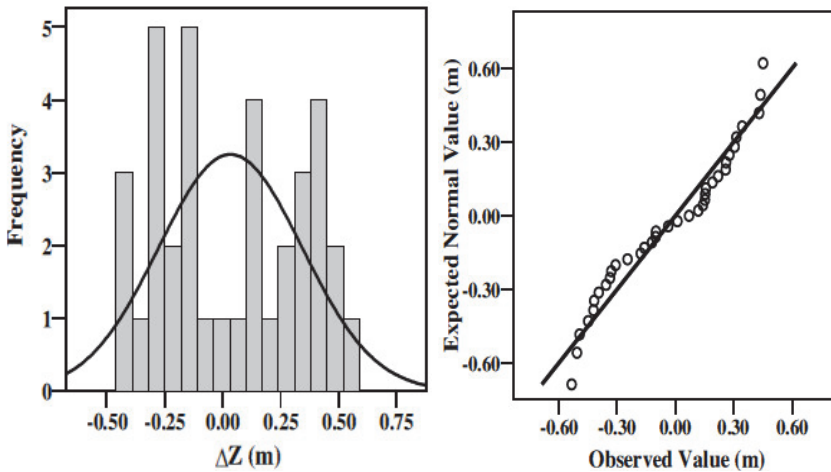 5
4
3
2
1
0
Frequency
-0.50 -0.25 0.00 0.25 0.50 0.75
ΔZ (m)
0.60
0.30
0.00
-0.30
-0.60
Expected Normal Value (m)
-0.60 -0.30 0.00 0.30 0.60
Observed Value (m)